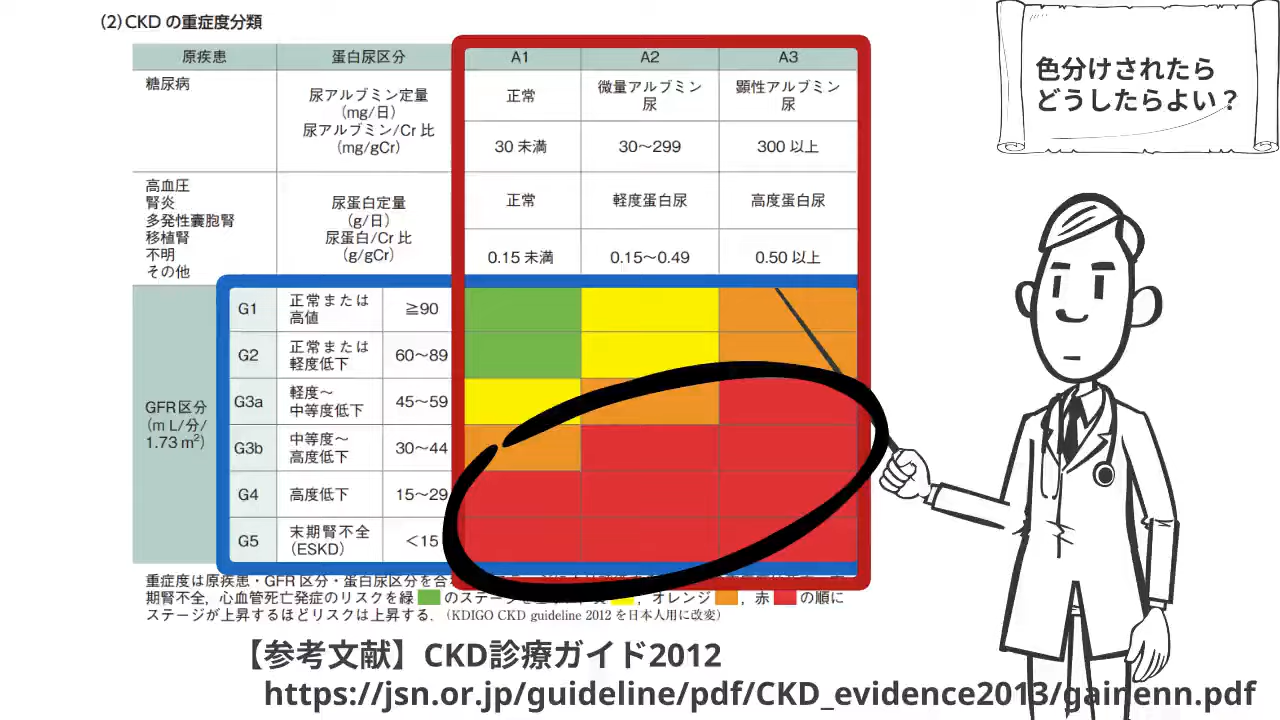 (2)CKD の重症度分類
原疾患 蛋白尿区分 A1 A2 A3
糖尿病
尿アルブミン定量
(mg/日)
尿アルブミン/Cr 比
(mg/gCr)
正常
微量アルブミン
尿
顕性アルブミン
尿
30 未満 30〜299 300 以上
高血圧
腎炎
多発性嚢胞腎
移植腎
不明
その他
尿蛋白定量
(g/日)
尿蛋白/Cr 比
(g/gCr)
正常 軽度蛋白尿 高度蛋白尿
0.15 未満 0.15〜0.49 0.50 以上
GFR区分
(mL/分/
1.73 m²)
G1 正常または
高値 ≧90
G2 正常または
軽度低下 60〜89
G3a 軽度〜
中等度低下 45〜59
G3b 中等度〜
高度低下 30〜44
G4 高度低下 15〜29
G5 末期腎不全
(ESKD) <15
重症度は原疾患・GFR 区分・蛋白尿区分を合
期腎不全,心血管死亡発症のリスクを緑 のステージ ,オレンジ ,赤 の順に
ステージが上昇するほどリスクは上昇する.(KDIGO CKD guideline 2012 を日本人用に改変)
【参考文献】CKD診療ガイド2012
https://jsn.or.jp/guideline/pdf/CKD_evidence2013/gainenn.pdf
色分けされたら
どうしたらよい？